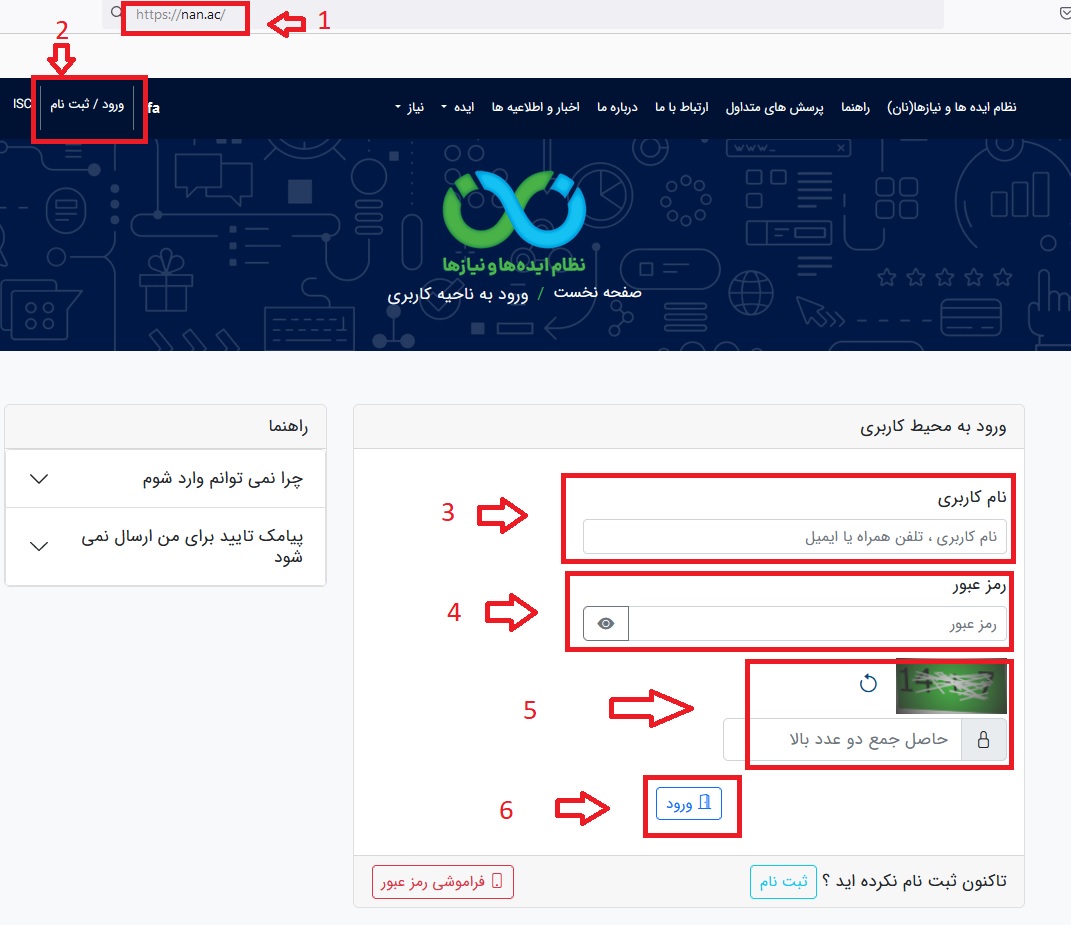 https://nan.ac/
1
2
نظام ایده ها و نیازها(نان) راهنما پرسش های متداول ارتباط با ما درباره ما اخبار و اطلاعیه ها ایده نیاز fa ورود / ثبت نام ISC
www_
نظام ایده‌ها و نیازها
صفحه نخست / ورود به ناحیه کاربری
ورود به محیط کاربری
نام کاربری
3
نام کاربری ، تلفن همراه یا ایمیل
رمز عبور
4
رمز عبور
5
حاصل جمع دو عدد بالا
6
ورود
تاکنون ثبت نام نکرده اید ؟ ثبت نام فراموشی رمز عبور
راهنما
چرا نمی توانم وارد شوم
پیامک تایید برای من ارسال نمی
شود